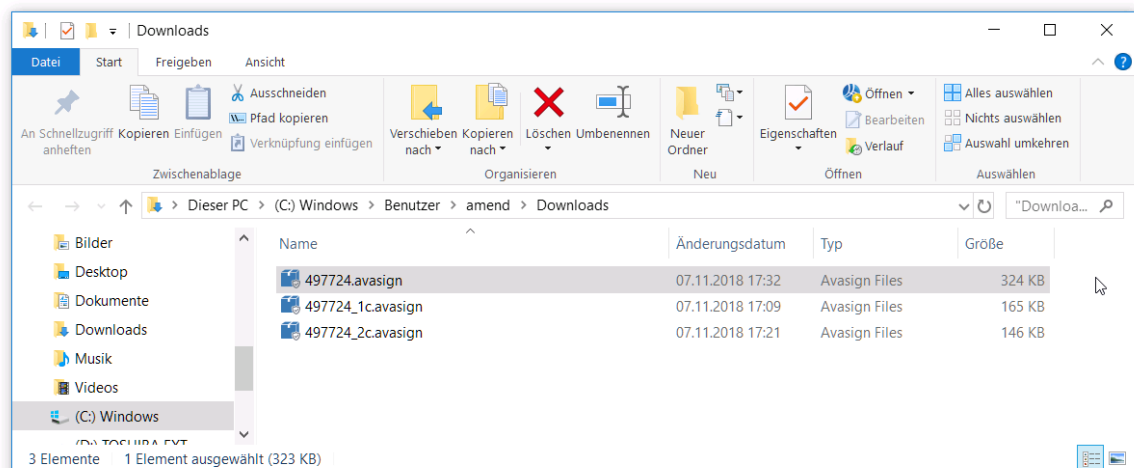 Downloads
Datei Start Freigeben Ansicht
An Schnellzugriff anheften
Kopieren
Einfügen
Ausschneiden
Pfad kopieren
Verknüpfung einfügen
Zwischenablage
Verschieben nach
Kopieren nach
Löschen
Umbenennen
Organisieren
Neuer Ordner
Neu
Eigenschaften
Öffnen
Bearbeiten
Verlauf
Öffnen
Alles auswählen
Nichts auswählen
Auswahl umkehren
Auswählen
Dieser PC > (C:) Windows > Benutzer > amend > Downloads
"Downloa...
Bilder
Desktop
Dokumente
Downloads
Musik
Videos
(C:) Windows
(D:) TOSHIBA EXT
Name Änderungsdatum Typ Größe
497724.avasign 07.11.2018 17:32 Avasign Files 324 KB
497724_1c.avasign 07.11.2018 17:09 Avasign Files 165 KB
497724_2c.avasign 07.11.2018 17:21 Avasign Files 146 KB
3 Elemente 1 Element ausgewählt (323 KB)